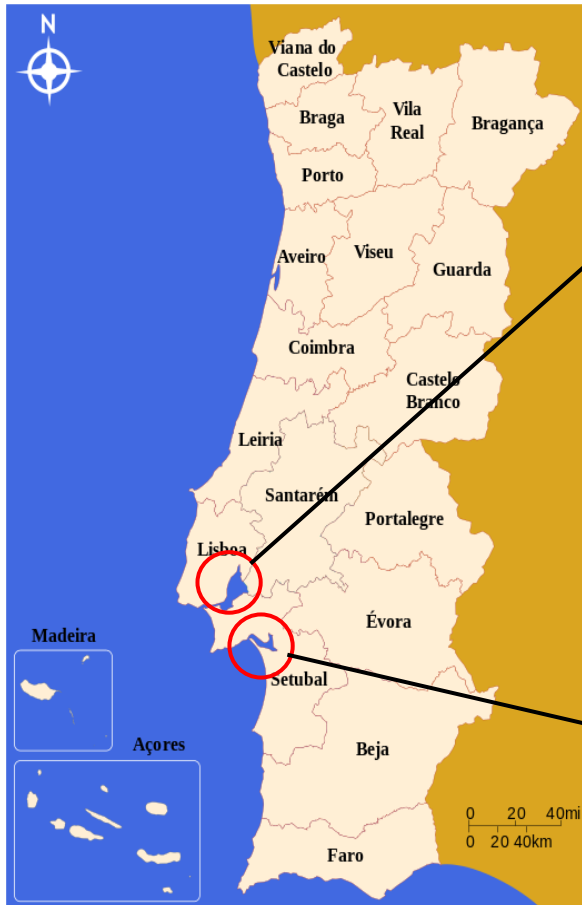 N
Viana do
Castelo
Braga
Vila
Real
Bragança
Porto
Aveiro
Viseu
Guarda
Coimbra
Castelo
Branco
Leiria
Santarém
Portalegre
Lisboa
Évora
Madeira
Setubal
Açores
Beja
0 20 40mi
0 20 40km
Faro